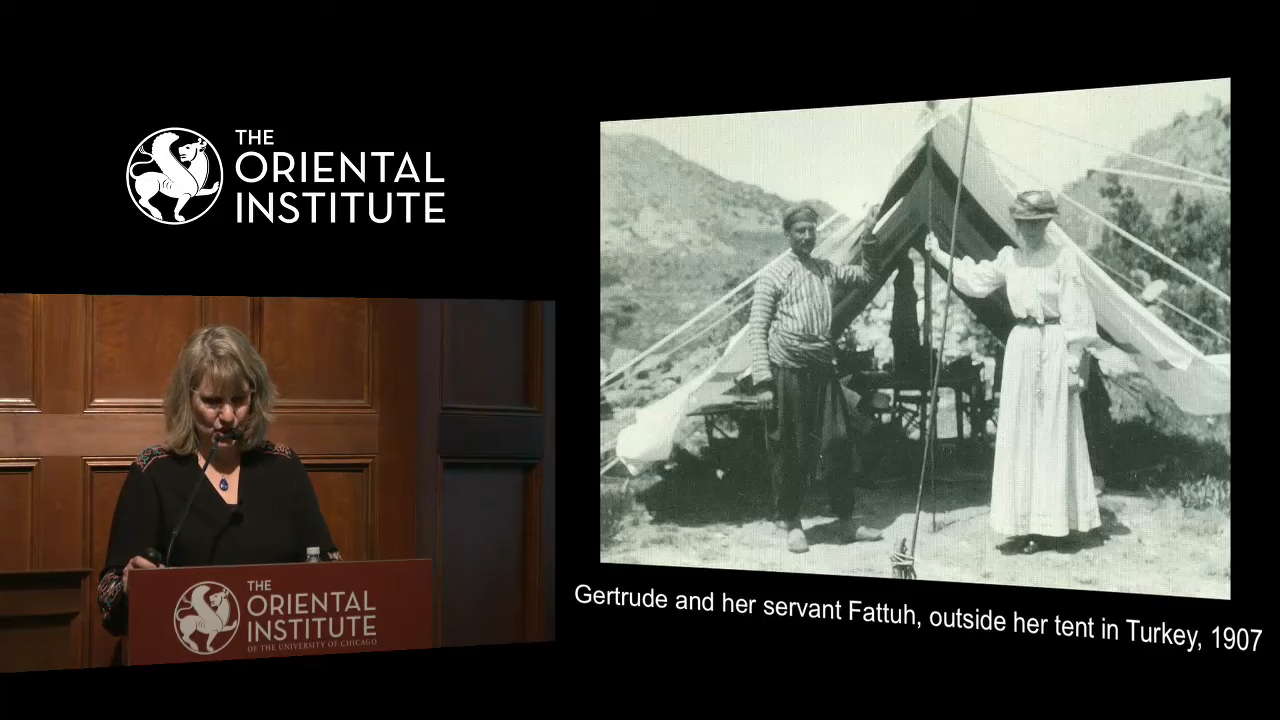 THE
ORIENTAL
INSTITUTE
THE
ORIENTAL
INSTITUTE
OF THE UNIVERSITY OF CHICAGO
Gertrude and her servant Fattuh, outside her tent in Turkey, 1907